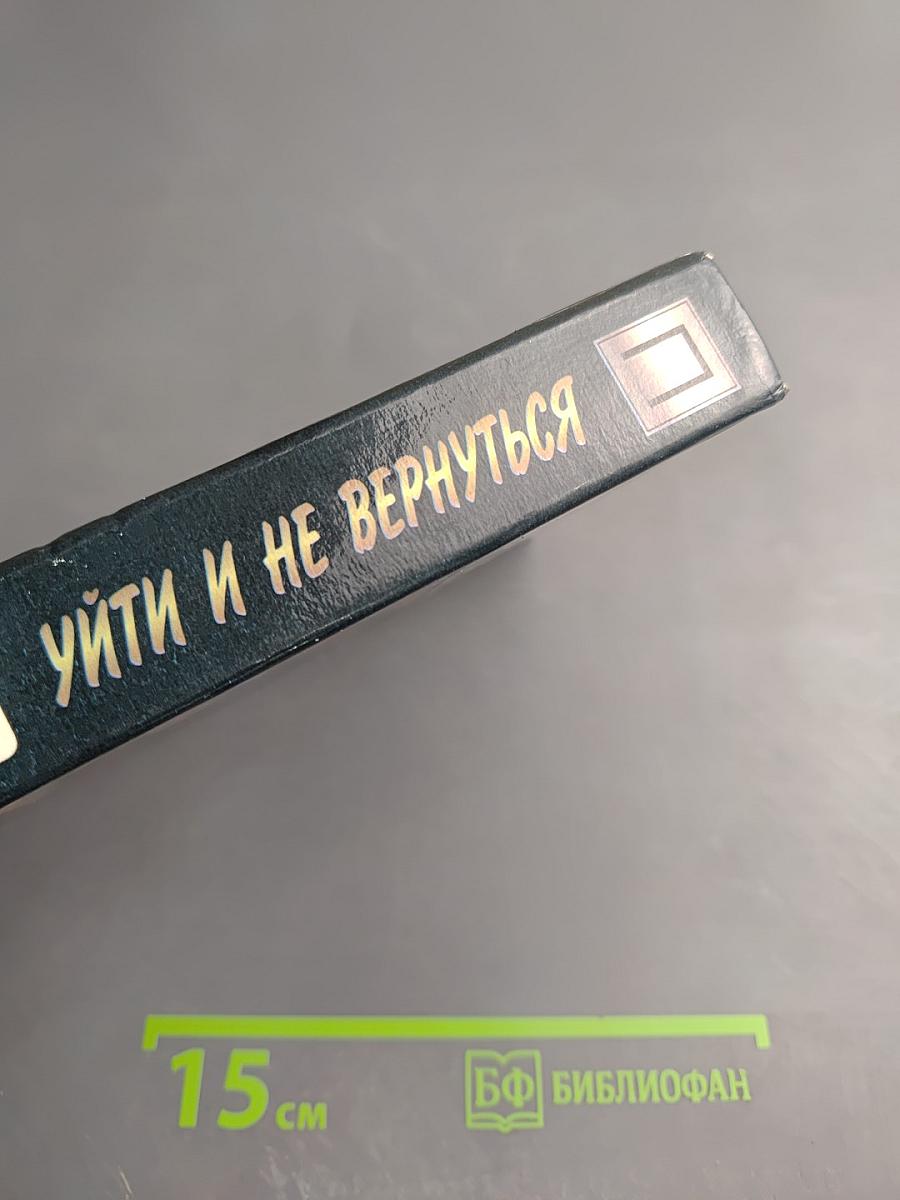 УЙТИ И НЕ ВЕРНУТЬСЯ
15 см
БФ БИБЛИОФАН